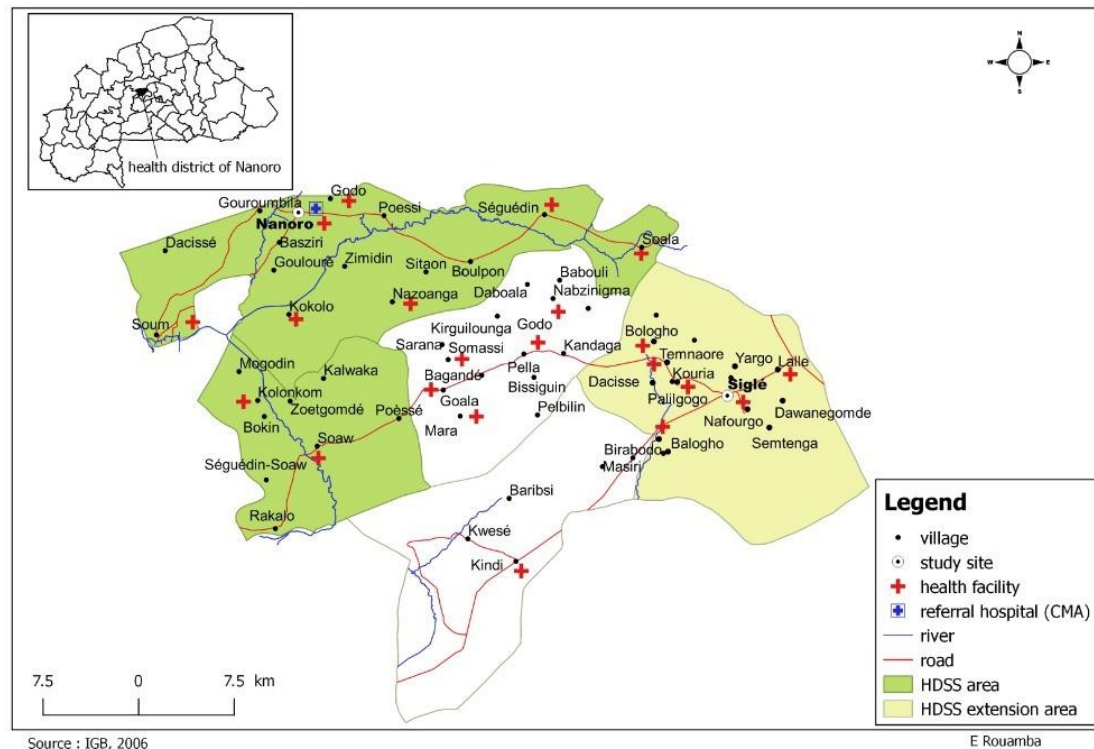 health district of Nanoro
N
W E
S
Godo
Gouroumbila
Nanoro
Poessi
Séguédin
Dacissé
Basziri
Soala
Goulouré
Zimidin
Sitaon
Boulpon
Babouli
Daboala
Nabzinigma
Nazoanga
Kokolo
Soum
Kirguilounga
Godo
Bologho
Sarana
Somassi
Kandaga
Temnaore
Yargo
Lalle
Mogodin
Kalwaka
Pella
Bagandé
Bissiguin
Dacisse
Kouria
Siglé
Kolonkom
Zoetgomdé
Poèssé
Goala
Palilgogo
Dawanegomde
Bokin
Mara
Pelbilin
Nafourgo
Semtenga
Soaw
Birabodo
Balogho
Séguédin-Soaw
Masiri
Rakalo
Baribsi
Kwesé
Kindi
Legend
village
study site
health facility
referral hospital (CMA)
river
road
HDSS area
HDSS extension area
7.5 0 7.5 km
Source : IGB, 2006
E Rouamba